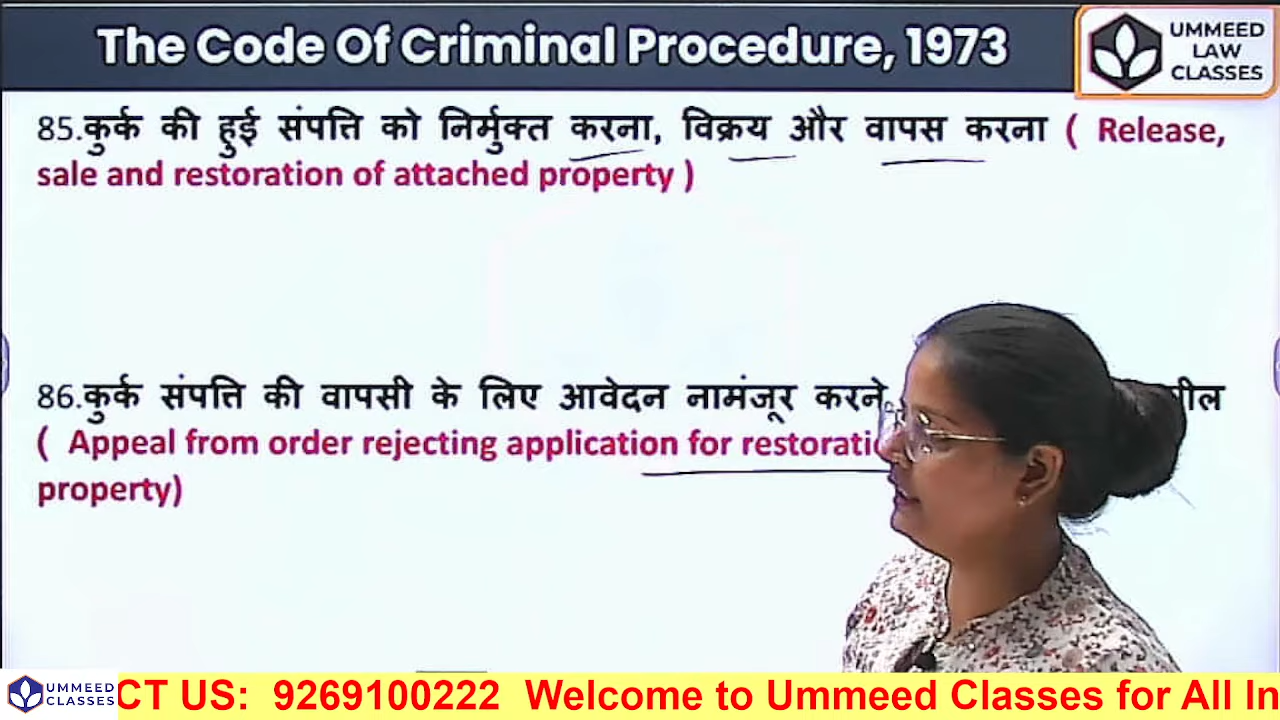 The Code Of Criminal Procedure, 1973
UMMEED
LAW
CLASSES
85.कुर्क की हुई संपत्ति को निर्मुक्त करना, विक्रय और वापस करना ( Release,
sale and restoration of attached property )
86.कुर्क संपत्ति की वापसी के लिए आवेदन नामंजूर करने
( Appeal from order rejecting application for
property)
UMMEED
CLASSES
CT US: 9269100222 Welcome to Ummeed Classes for All In